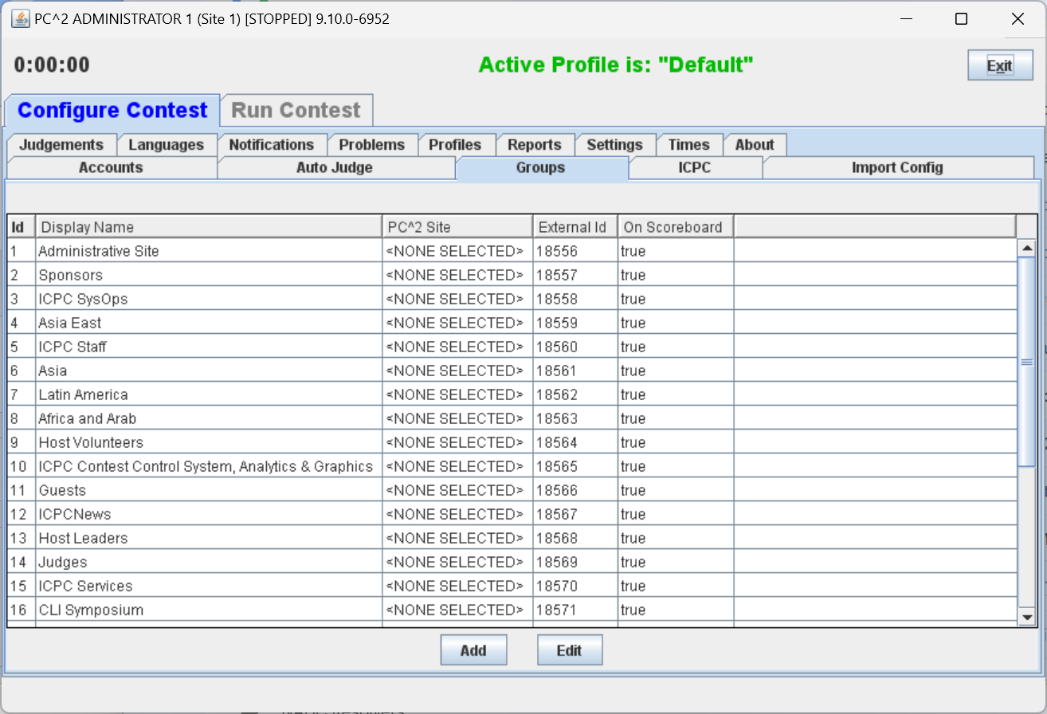 PC^2 ADMINISTRATOR 1 (Site 1) [STOPPED] 9.10.0-6952
0:00:00 Active Profile is: "Default" Exit
Configure Contest Run Contest
Judgements Languages Notifications Problems Profiles Reports Settings Times About
Accounts Auto Judge Groups ICPC Import Config
Id Display Name PC^2 Site External Id On Scoreboard
1 Administrative Site <NONE SELECTED> 18556 true
2 Sponsors <NONE SELECTED> 18557 true
3 ICPC SysOps <NONE SELECTED> 18558 true
4 Asia East <NONE SELECTED> 18559 true
5 ICPC Staff <NONE SELECTED> 18560 true
6 Asia <NONE SELECTED> 18561 true
7 Latin America <NONE SELECTED> 18562 true
8 Africa and Arab <NONE SELECTED> 18563 true
9 Host Volunteers <NONE SELECTED> 18564 true
10 ICPC Contest Control System, Analytics & Graphics <NONE SELECTED> 18565 true
11 Guests <NONE SELECTED> 18566 true
12 ICPCNews <NONE SELECTED> 18567 true
13 Host Leaders <NONE SELECTED> 18568 true
14 Judges <NONE SELECTED> 18569 true
15 ICPC Services <NONE SELECTED> 18570 true
16 CLI Symposium <NONE SELECTED> 18571 true
Add Edit